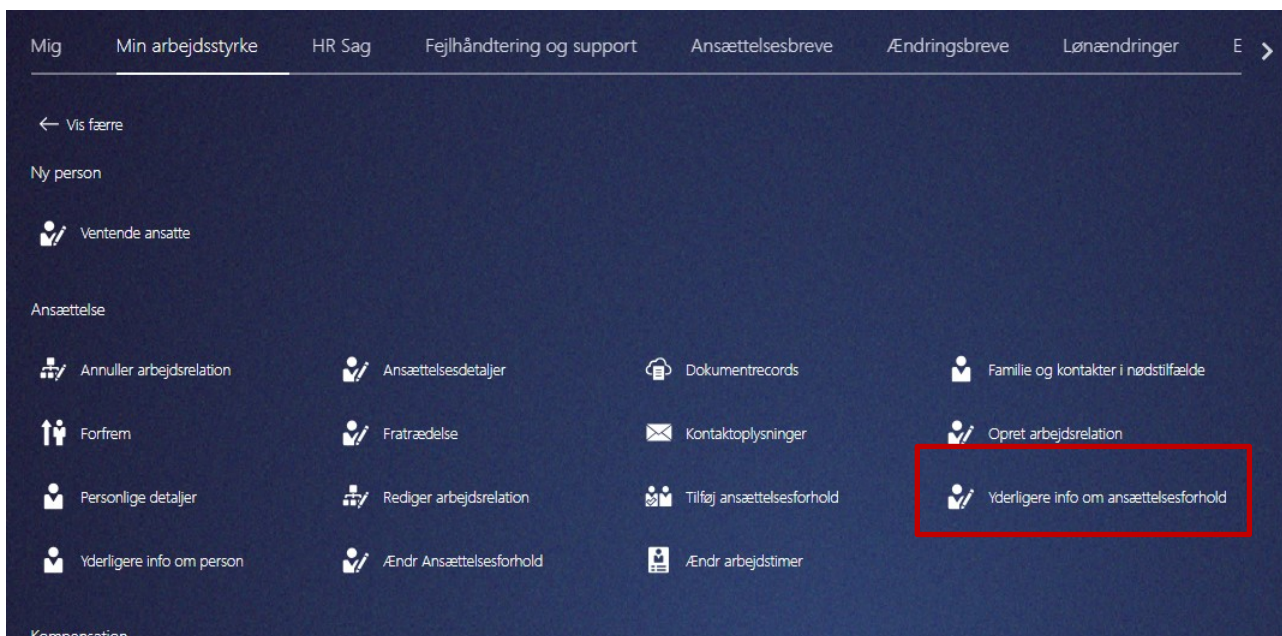 Mig Min arbejdsstyrke HR Sag Fejlhåndtering og support Ansættelsesbreve Ændringsbreve Lønændringer E
Vis færre
Ny person
Ventende ansatte
Ansættelse
Annuller arbejdsrelation Ansættelsesdetaljer Dokumentrecords Familie og kontakter i nødstilfælde
Forfrem Fratrædelse Kontaktoplysninger Opret arbejdsrelation
Personlige detaljer Rediger arbejdsrelation Tilføj ansættelsesforhold Yderligere info om ansættelsesforhold
Yderligere info om person Ændr Ansættelsesforhold Ændr arbejdstimer
Kompensation